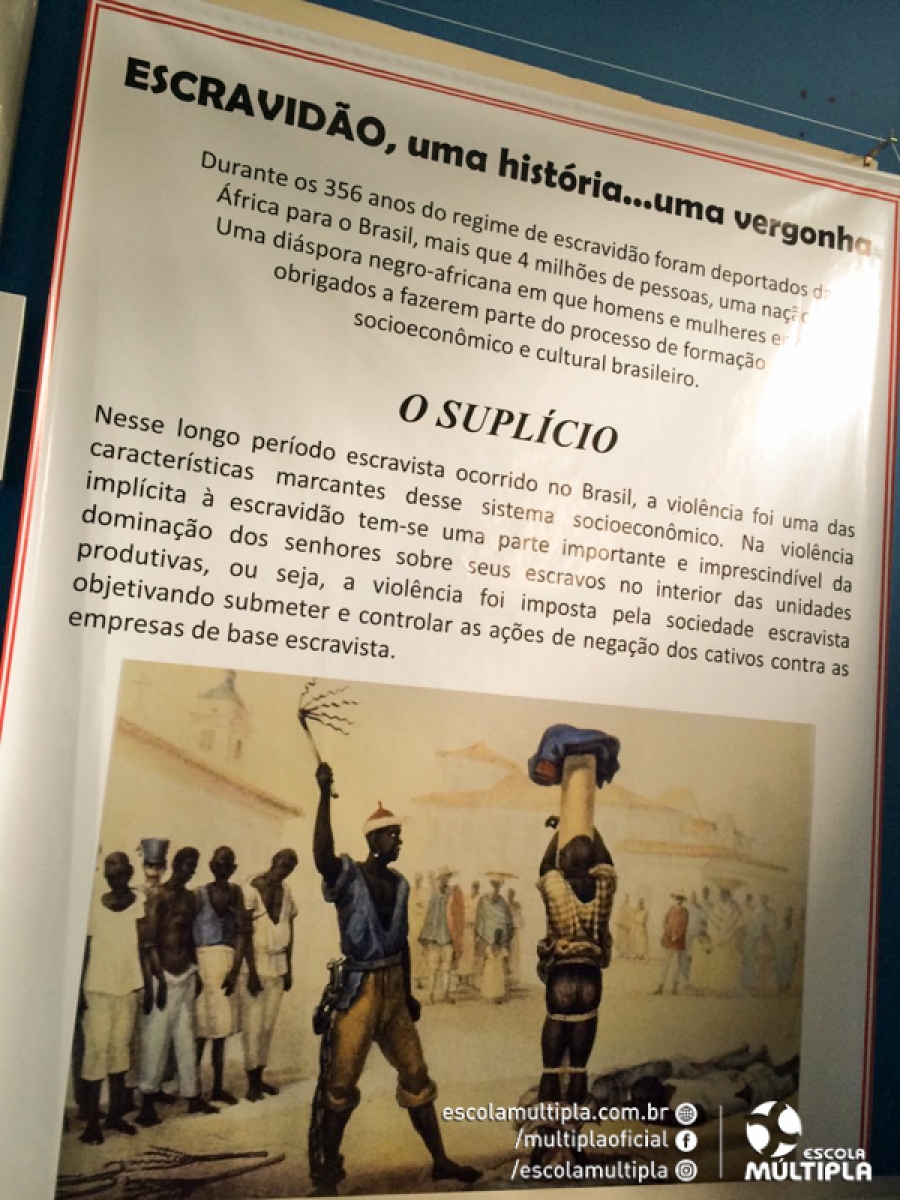 ESCRAVIDÃO, uma história...uma vergonha
Durante os 356 anos do regime de escravidão foram deportados da
África para o Brasil, mais que 4 milhões de pessoas, uma nação
Uma diáspora negro-africana em que homens e mulheres
obrigados a fazerem parte do processo de formação
socioeconômico e cultural brasileiro.
O SUPLÍCIO
Nesse longo período escravista ocorrido no Brasil, a violência foi uma das
características marcantes desse sistema socioeconômico. Na violência
implícita à escravidão tem-se uma parte importante e imprescindível da
dominação dos senhores sobre seus escravos no interior das unidades
produtivas, ou seja, a violência foi imposta pela sociedade escravista
objetivando submeter e controlar as ações de negação dos cativos contra as
empresas de base escravista.
escolamultipla.com.br
/multiplaoficial
/escolamultipla
ESCOLA
MÚLTIPLA